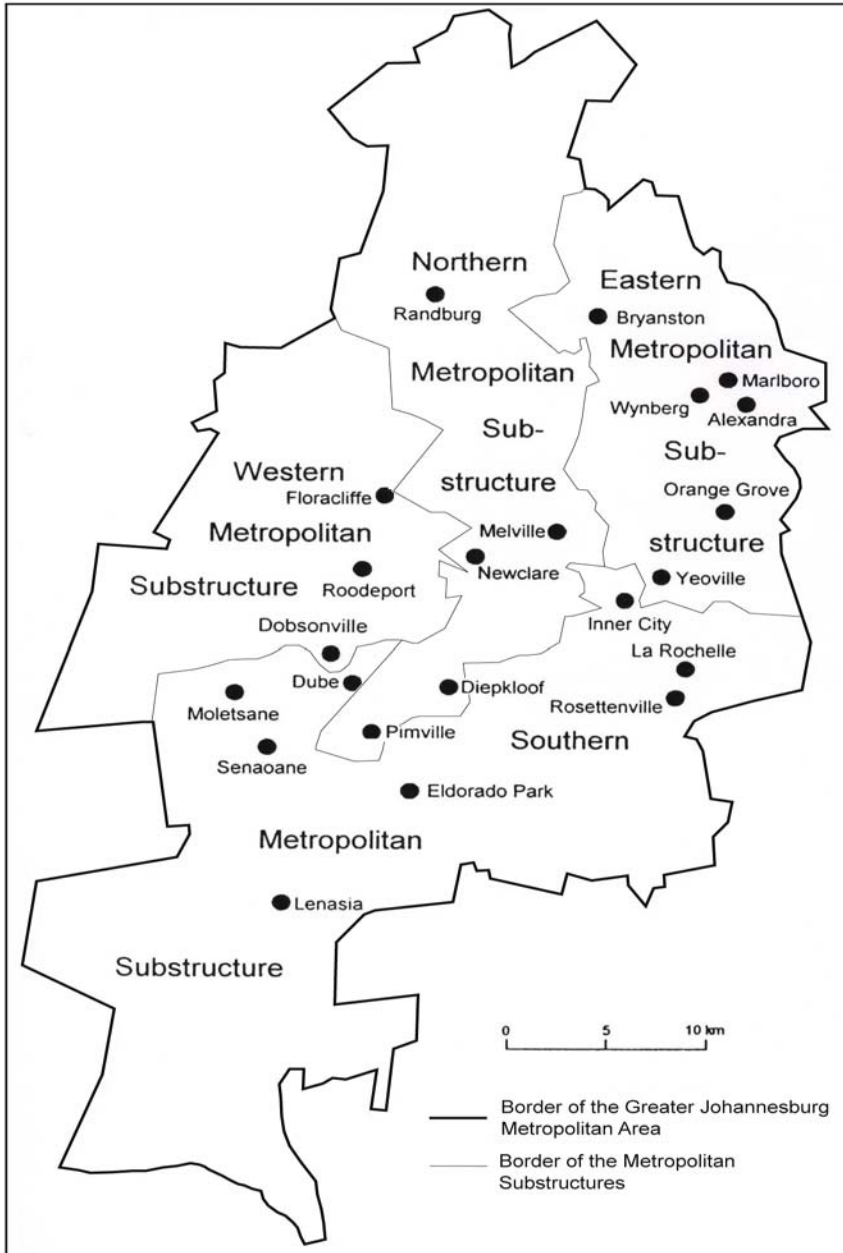 Northern
Randburg
Eastern
Bryanston
Metropolitan
Marlboro
Wynberg
Alexandra
Metropolitan
Sub-
Sub-
Orange Grove
Western
Floracliffe
structure
Melville
structure
Metropolitan
Newclare
Yeoville
Substructure
Roodeport
Inner City
Dobsonville
La Rochelle
Dube
Diepkloof
Moletsane
Rosettenville
Pimville
Southern
Senaoane
Eldorado Park
Metropolitan
Lenasia
Substructure
0 5 10 km
Border of the Greater Johannesburg
Metropolitan Area
Border of the Metropolitan
Substructures